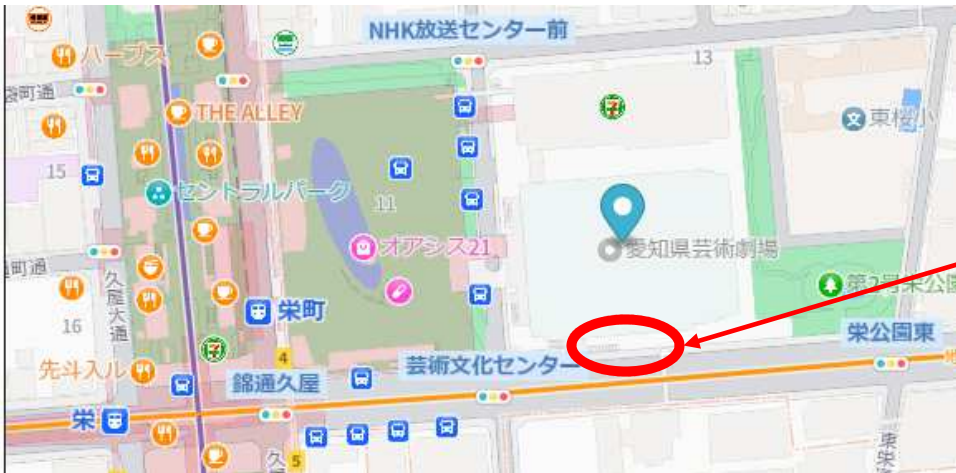 NHK放送センター前
ハーブス
袋町通
THE ALLEY
13
東桜小
15
セントラルパーク
11
オアシス21
愛知県芸術劇場
久屋大通
16
栄町
第2号栄公園
栄公園東
先斗入ル
4
錦通久屋
芸術文化センター
栄
5
久
東栄